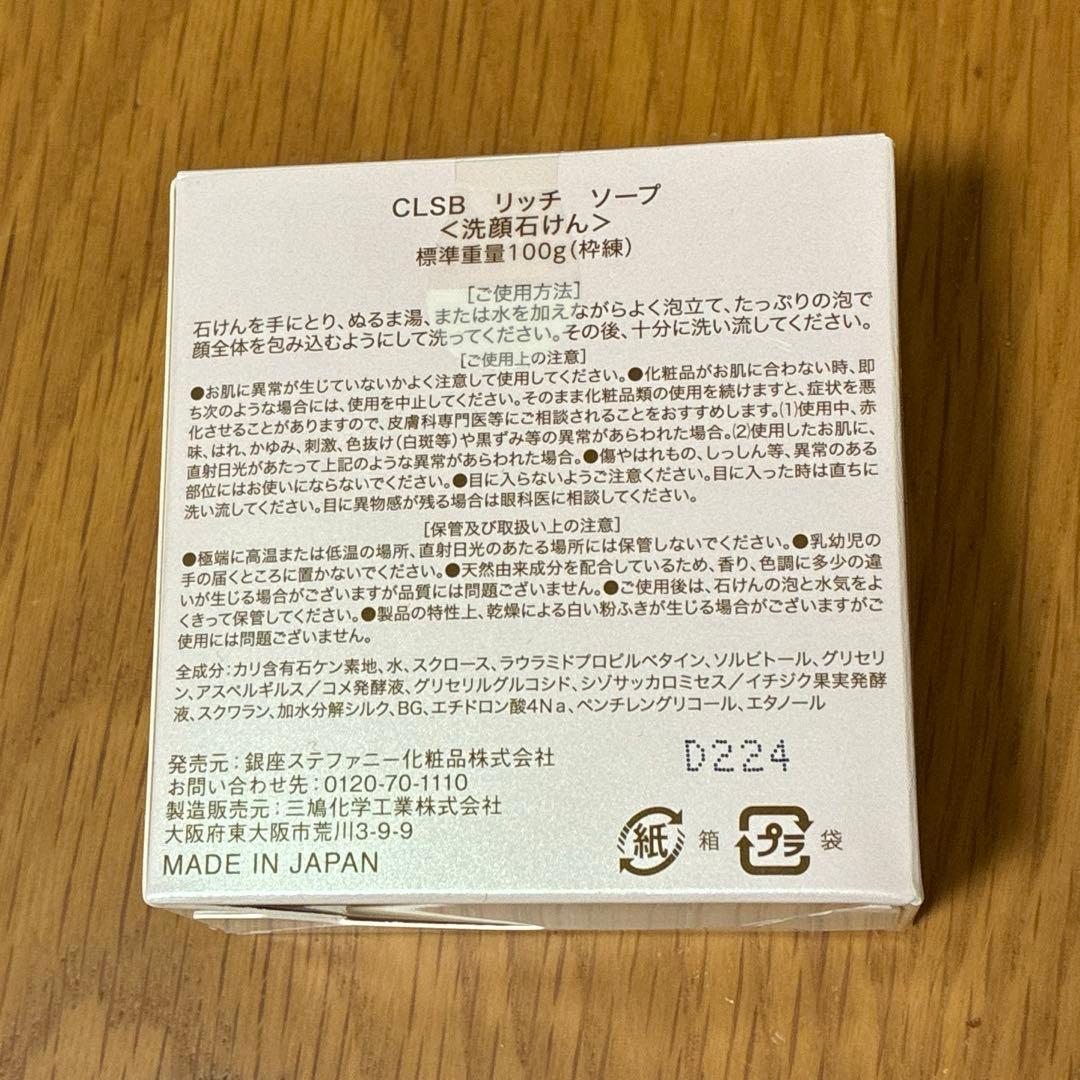 CLSB リッチ ソープ
＜洗顔石けん＞
標準重量100g（枠練）
［ご使用方法］
石けんを手にとり、ぬるま湯、または水を加えながらよく泡立て、たっぷりの泡で
顔全体を包み込むようにして洗ってください。その後、十分に洗い流してください。
［ご使用上の注意］
●お肌に異常が生じていないかよく注意して使用してください。●化粧品がお肌に合わない時、即
ち次のような場合には、使用を中止してください。そのまま化粧品類の使用を続けますと、症状を悪
化させることがありますので、皮膚科専門医等にご相談されることをおすすめします。(1)使用中、赤
味、はれ、かゆみ、刺激、色抜け（白斑等）や黒ずみ等の異常があらわれた場合。(2)使用したお肌に、
直射日光があたって上記のような異常があらわれた場合。●傷やはれもの、しっしん等、異常のある
部位にはお使いにならないでください。●目に入らないようご注意ください。目に入った時は直ちに
洗い流してください。目に異物感が残る場合は眼科医に相談してください。
［保管及び取扱い上の注意］
●極端に高温または低温の場所、直射日光のあたる場所には保管しないでください。●乳幼児の
手の届くところに置かないでください。●天然由来成分を配合しているため、香り、色調に多少の違
いが生じる場合がございますが品質には問題ございません。●ご使用後は、石けんの泡と水気をよ
くきって保管してください。●製品の特性上、乾燥による白い粉ふきが生じる場合がございますがご
使用には問題ございません。
全成分：カリ含有石ケン素地、水、スクロース、ラウラミドプロピルベタイン、ソルビトール、グリセリ
ン、アスペルギルス／コメ発酵液、グリセリルグルコシド、シゾサッカロミセス／イチジク果実発酵
液、スクワラン、加水分解シルク、BG、エチドロン酸4Na、ペンチレングリコール、エタノール
発売元：銀座ステファニー化粧品株式会社
お問い合わせ先：0120-70-1110
製造販売元：三鳩化学工業株式会社
大阪府東大阪市荒川3-9-9
MADE IN JAPAN
D224
紙 箱 プラ 袋